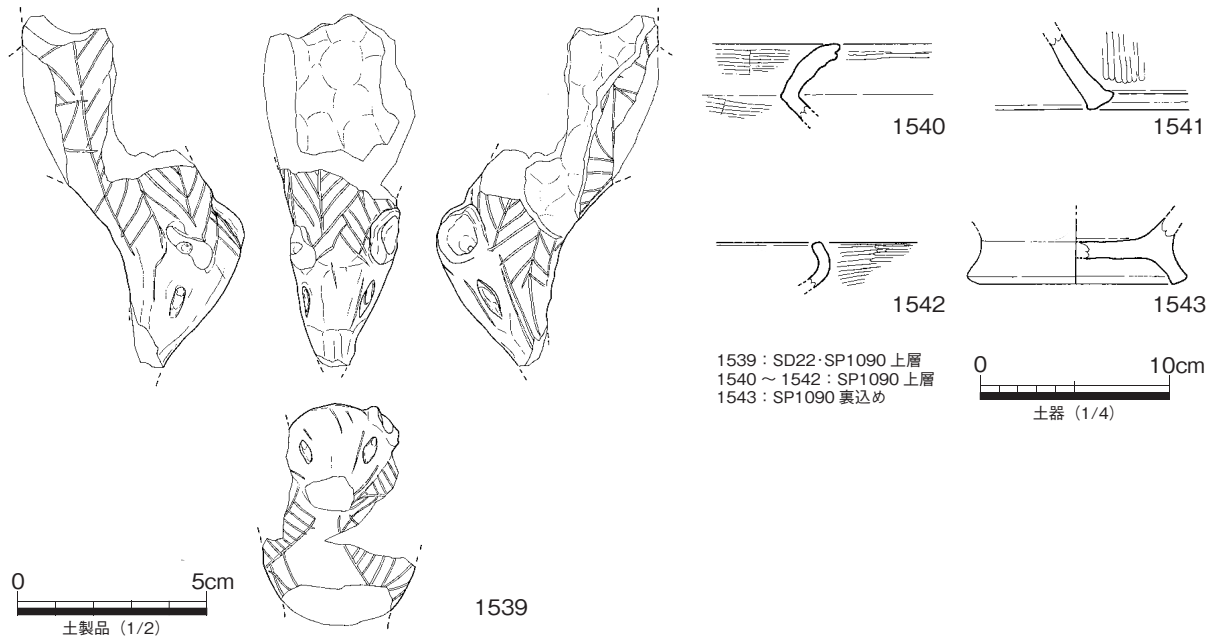 1540
1541
1542
1543
1539：SD22･SP1090 上層
1540 ～ 1542：SP1090 上層
1543：SP1090 裏込め
0 10cm
土器（1/4）
0 5cm
土製品（1/2）
1539